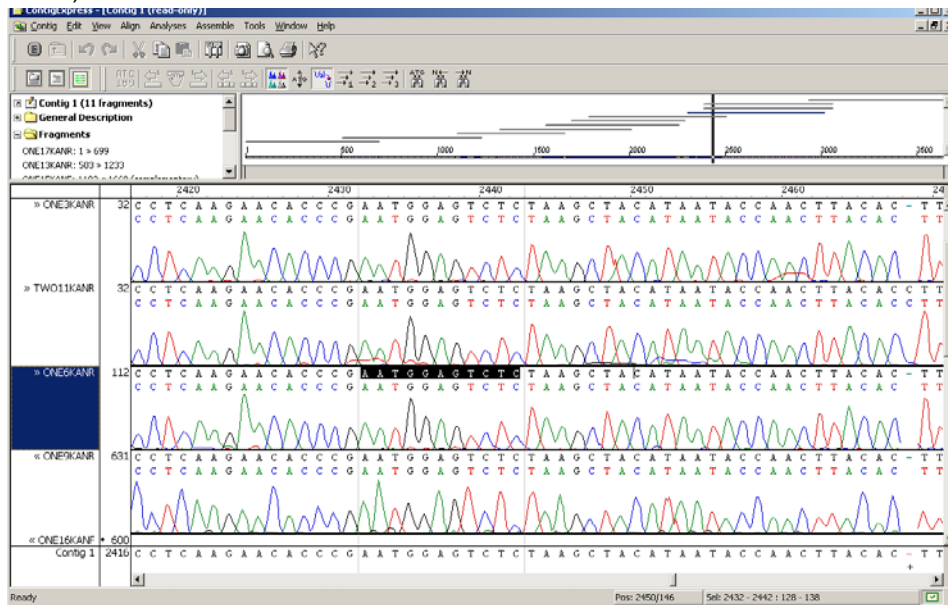 ContigExpress - [Contig 1 (read-only)]
Contig Edit View Align Analyses Assemble Tools Window Help
Contig 1 (11 fragments)
General Description
Fragments
ONE17KANR: 1 > 699
ONE13KANR: 503 > 1233
500 1000 1500 2000 2500 3000 3500
2420 2430 2440 2450 2460
» ONE3KANR 32 C C T C A A G A A C A C C C G A A T G G A G T C T C T A A G C T A C A T A A T A C C A A C T T A C A C - T T
C C T C A A G A A C A C C C G A A T G G A G T C T C T A A G C T A C A T A A T A C C A A C T T A C A C T T
» TWO11KANR 32 C C T C A A G A A C A C C C G A A T G G A G T C T C T A A G C T A C A T A A T A C C A A C T T A C A C C T T
C C T C A A G A A C A C C C G A A T G G A G T C T C T A A G C T A C A T A A T A C C A A C T T A C A C C T T
» ONE6KANR 112 C C T C A A G A A C A C C C G A A T G G A G T C T C T A A G C T A C A T A A T A C C A A C T T A C A C - T T
C C T C A A G A A C A C C C G A A T G G A G T C T C T A A G C T A C A T A A T A C C A A C T T A C A C T T
« ONE9KANR 631 C C T C A A G A A C A C C C G A A T G G A G T C T C T A A G C T A C A T A A T A C C A A C T T A C A C - T T
C C T C A A G A A C A C C C G A A T G G A G T C T C T A A G C T A C A T A A T A C C A A C T T A C A C T T
« ONE16KANF 600
Contig 1 2416 C C T C A A G A A C A C C C G A A T G G A G T C T C T A A G C T A C A T A A T A C C A A C T T A C A C - T T
+
Ready Pos: 2450/146 Sel: 2432 - 2442 : 128 - 138